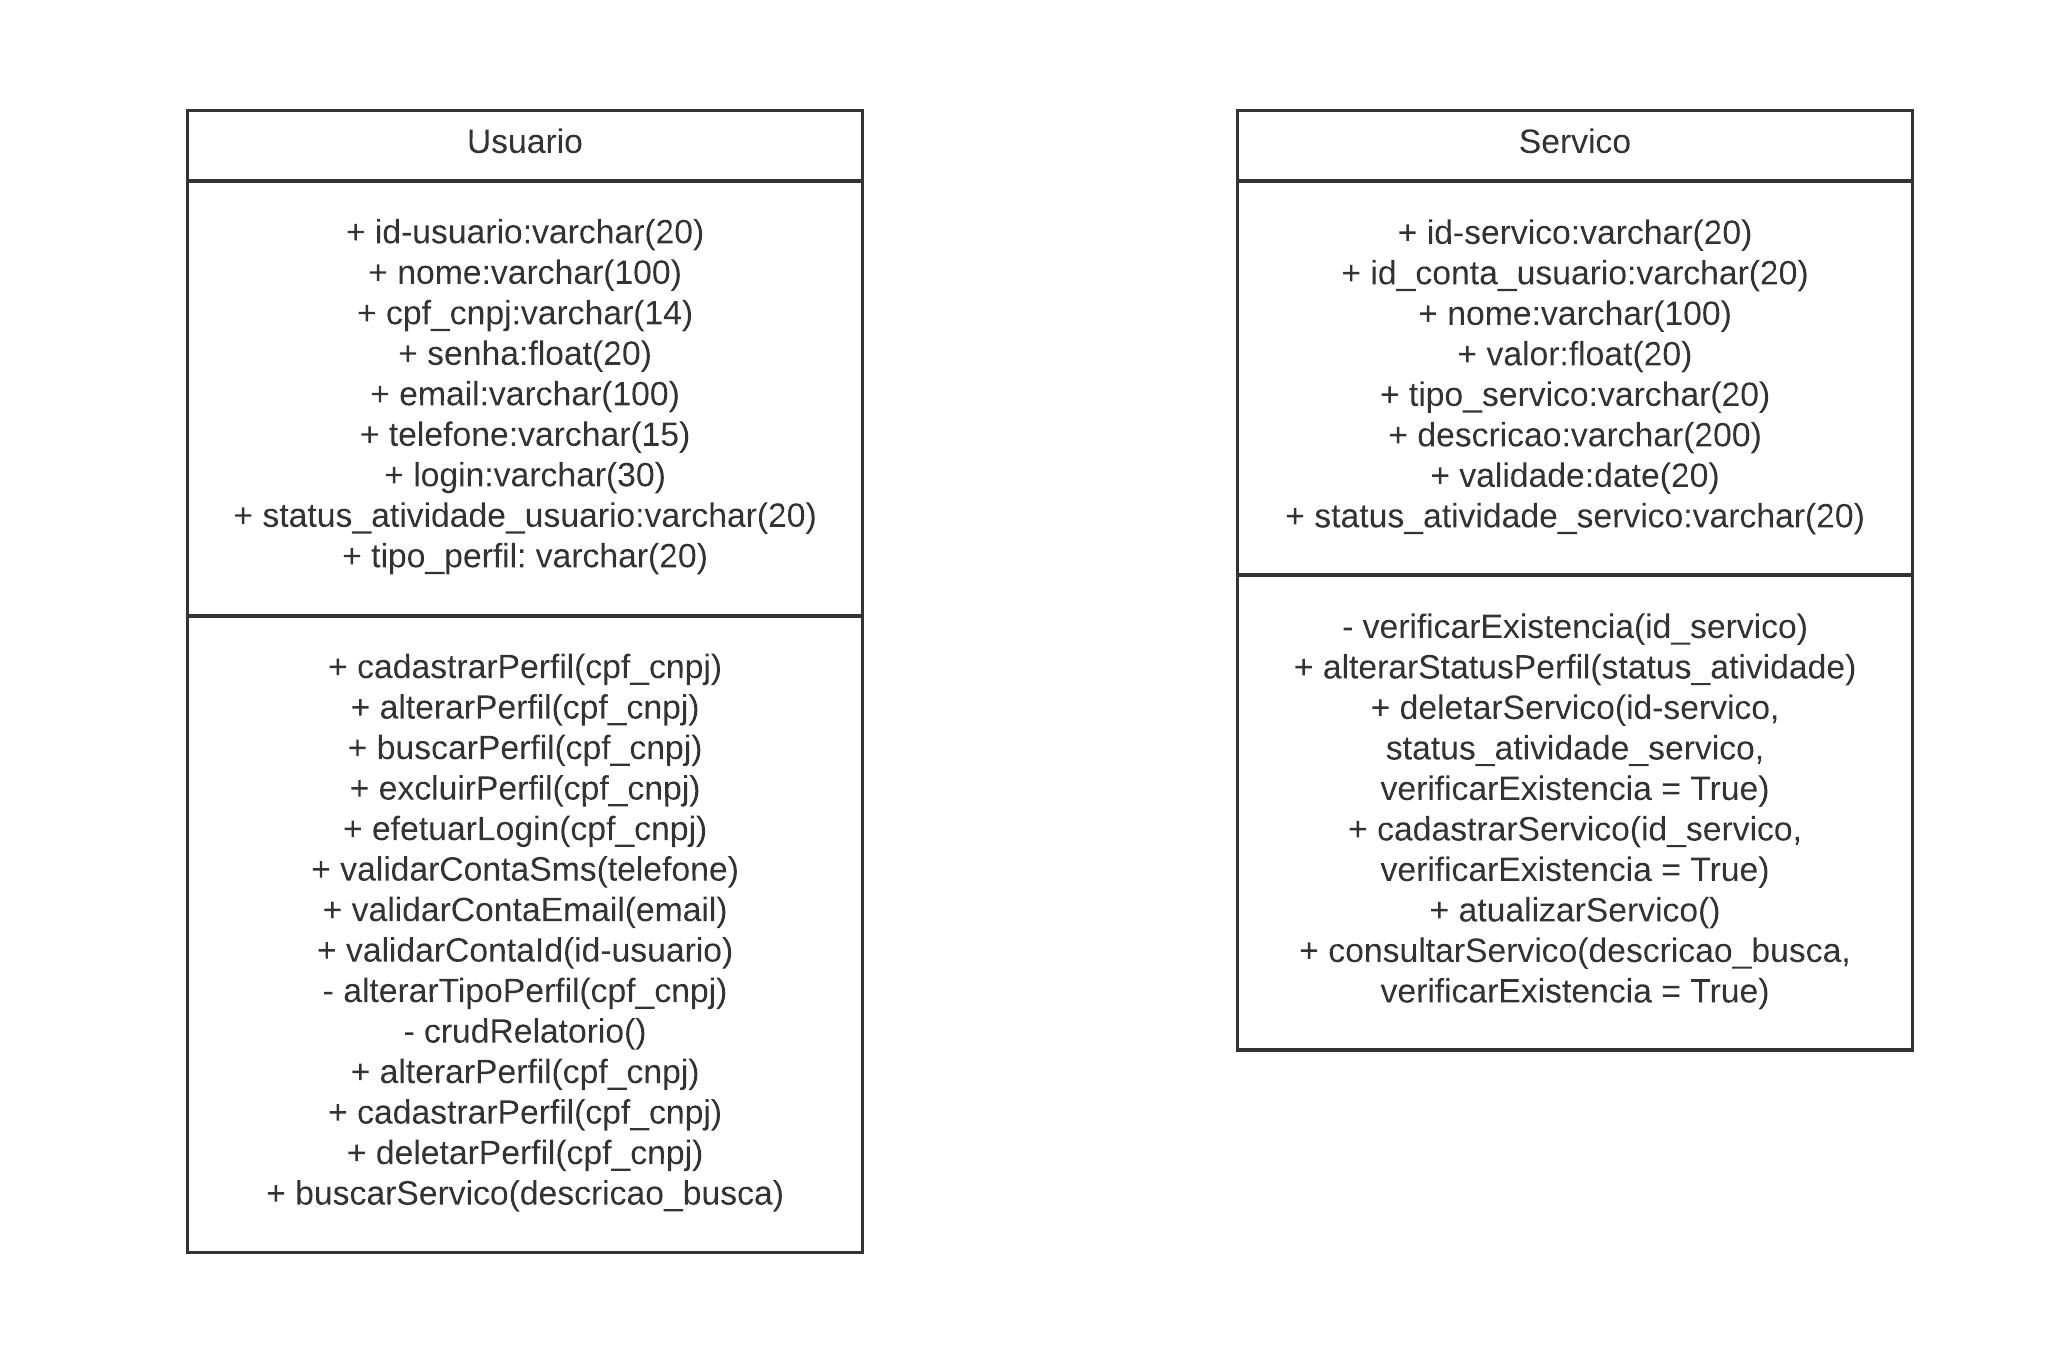 Usuario
+ id-usuario:varchar(20)
+ nome:varchar(100)
+ cpf_cnpj:varchar(14)
+ senha:float(20)
+ email:varchar(100)
+ telefone:varchar(15)
+ login:varchar(30)
+ status_atividade_usuario:varchar(20)
+ tipo_perfil: varchar(20)
+ cadastrarPerfil(cpf_cnpj)
+ alterarPerfil(cpf_cnpj)
+ buscarPerfil(cpf_cnpj)
+ excluirPerfil(cpf_cnpj)
+ efetuarLogin(cpf_cnpj)
+ validarContaSms(telefone)
+ validarContaEmail(email)
+ validarContaId(id-usuario)
- alterarTipoPerfil(cpf_cnpj)
- crudRelatorio()
+ alterarPerfil(cpf_cnpj)
+ cadastrarPerfil(cpf_cnpj)
+ deletarPerfil(cpf_cnpj)
+ buscarServico(descricao_busca)
Servico
+ id-servico:varchar(20)
+ id_conta_usuario:varchar(20)
+ nome:varchar(100)
+ valor:float(20)
+ tipo_servico:varchar(20)
+ descricao:varchar(200)
+ validade:date(20)
+ status_atividade_servico:varchar(20)
- verificarExistencia(id_servico)
+ alterarStatusPerfil(status_atividade)
+ deletarServico(id-servico,
status_atividade_servico,
verificarExistencia = True)
+ cadastrarServico(id_servico,
verificarExistencia = True)
+ atualizarServico()
+ consultarServico(descricao_busca,
verificarExistencia = True)